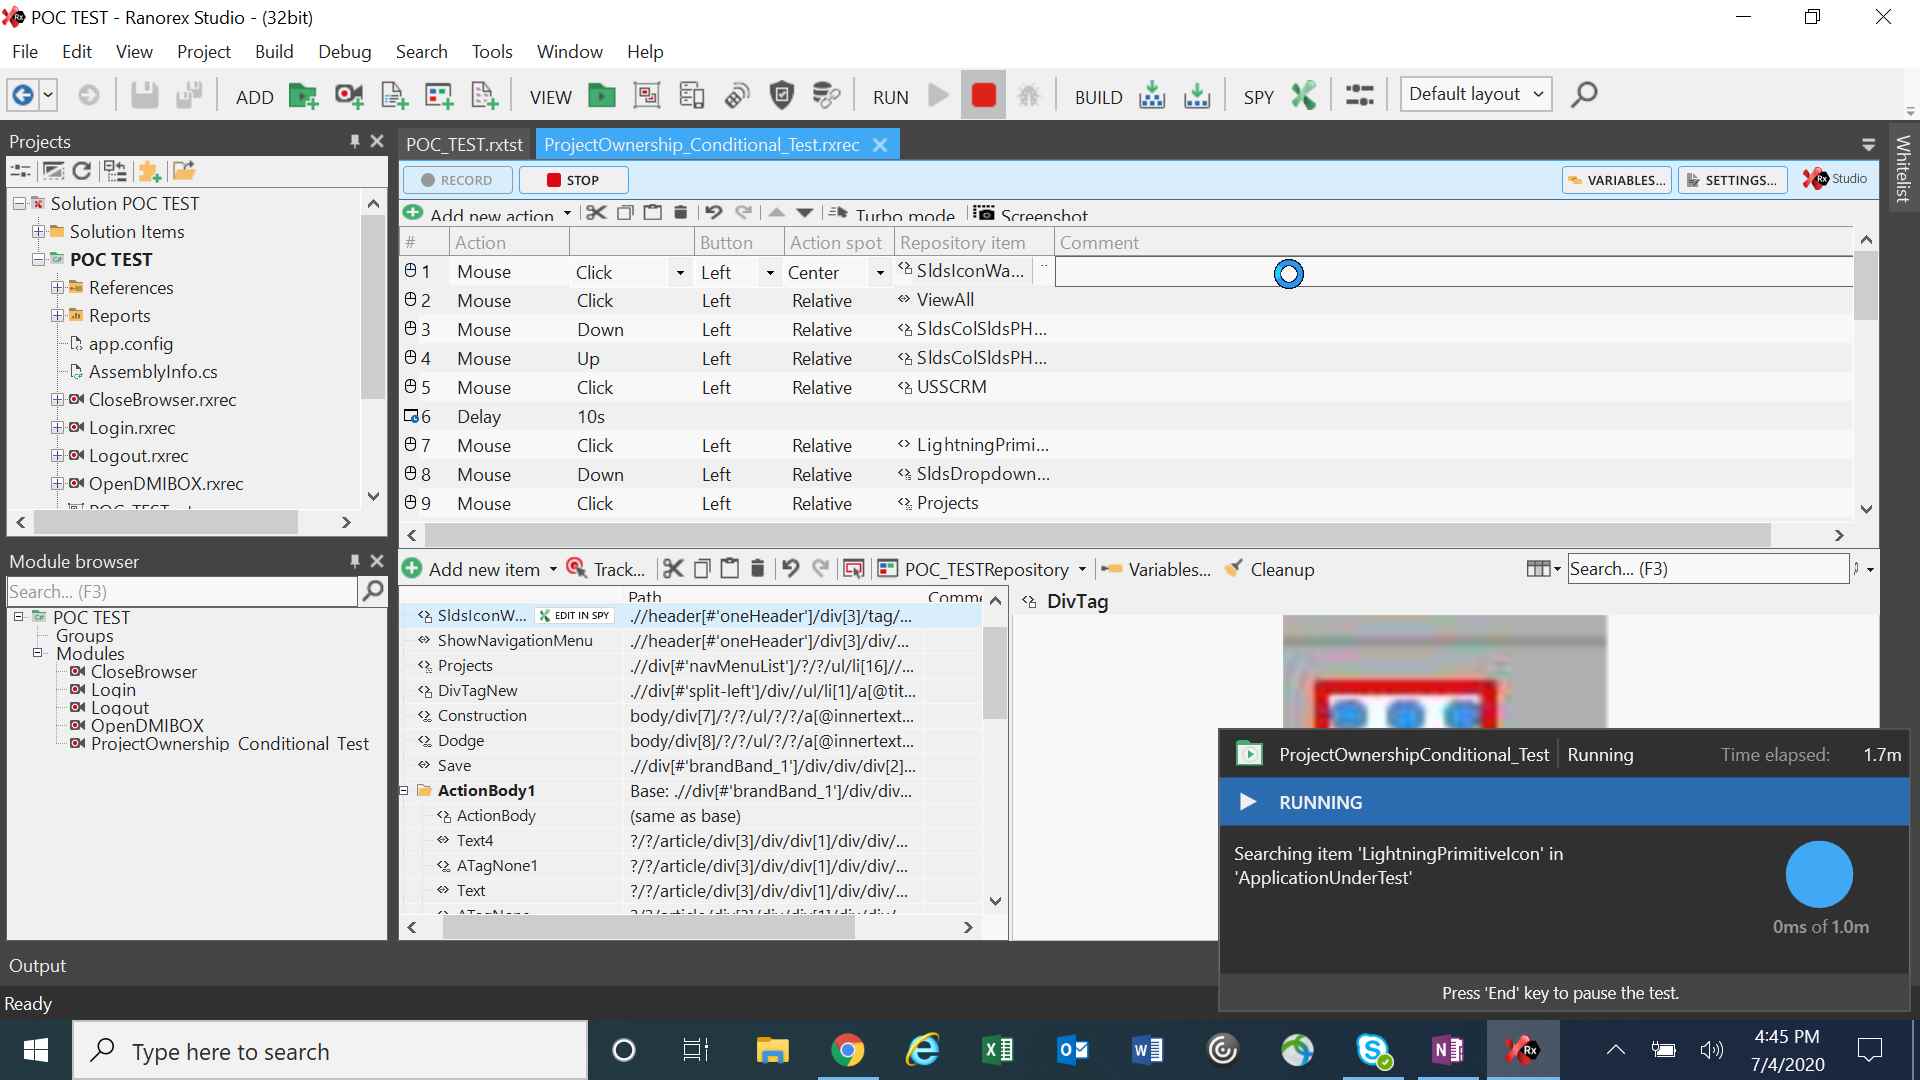 POC TEST - Ranorex Studio - (32bit)
File Edit View Project Build Debug Search Tools Window Help
ADD VIEW RUN BUILD SPY Default layout
Projects
POC_TEST.rxtst ProjectOwnership_Conditional_Test.rxrec
Whitelist
RECORD STOP VARIABLES... SETTINGS... Rx Studio
Add new action Turbo mode Screenshot
# Action Button Action spot Repository item Comment
1 Mouse Click Left Center SldsIconWa... ..
2 Mouse Click Left Relative ViewAll
3 Mouse Down Left Relative SldsColSldsPH...
4 Mouse Up Left Relative SldsColSldsPH...
5 Mouse Click Left Relative USSCRM
6 Delay 10s
7 Mouse Click Left Relative LightningPrimi...
8 Mouse Down Left Relative SldsDropdown...
9 Mouse Click Left Relative Projects
Solution POC TEST
Solution Items
POC TEST
References
Reports
app.config
AssemblyInfo.cs
CloseBrowser.rxrec
Login.rxrec
Logout.rxrec
OpenDMIBOX.rxrec
Module browser
Search... (F3)
POC TEST
Groups
Modules
CloseBrowser
Login
Logout
OpenDMIBOX
ProjectOwnership_Conditional_Test
Add new item Track... POC_TESTRepository Variables... Cleanup Search... (F3)
Path Comme
SldsIconW... EDIT IN SPY .//header[#'oneHeader']/div[3]/tag/...
ShowNavigationMenu .//header[#'oneHeader']/div[3]/div/...
Projects .//div[#'navMenuList']/?/?/ul/li[16]//...
DivTagNew .//div[#'split-left']/div//ul/li[1]/a[@tit...
Construction body/div[7]/?/?/ul/?/?/a[@innertext...
Dodge body/div[8]/?/?/ul/?/?/a[@innertext...
Save .//div[#'brandBand_1']/div/div/div[2]...
ActionBody1 Base: .//div[#'brandBand_1']/div/div...
ActionBody (same as base)
Text4 ?/?/article/div[3]/div/div[1]/div/div/...
ATagNone1 ?/?/article/div[3]/div/div[1]/div/div/...
Text ?/?/article/div[3]/div/div[1]/div/div/...
DivTag
ProjectOwnershipConditional_Test Running Time elapsed: 1.7m
RUNNING
Searching item 'LightningPrimitiveIcon' in
'ApplicationUnderTest'
0ms of 1.0m
Press 'End' key to pause the test.
Output
Ready
Type here to search
4:45 PM
7/4/2020